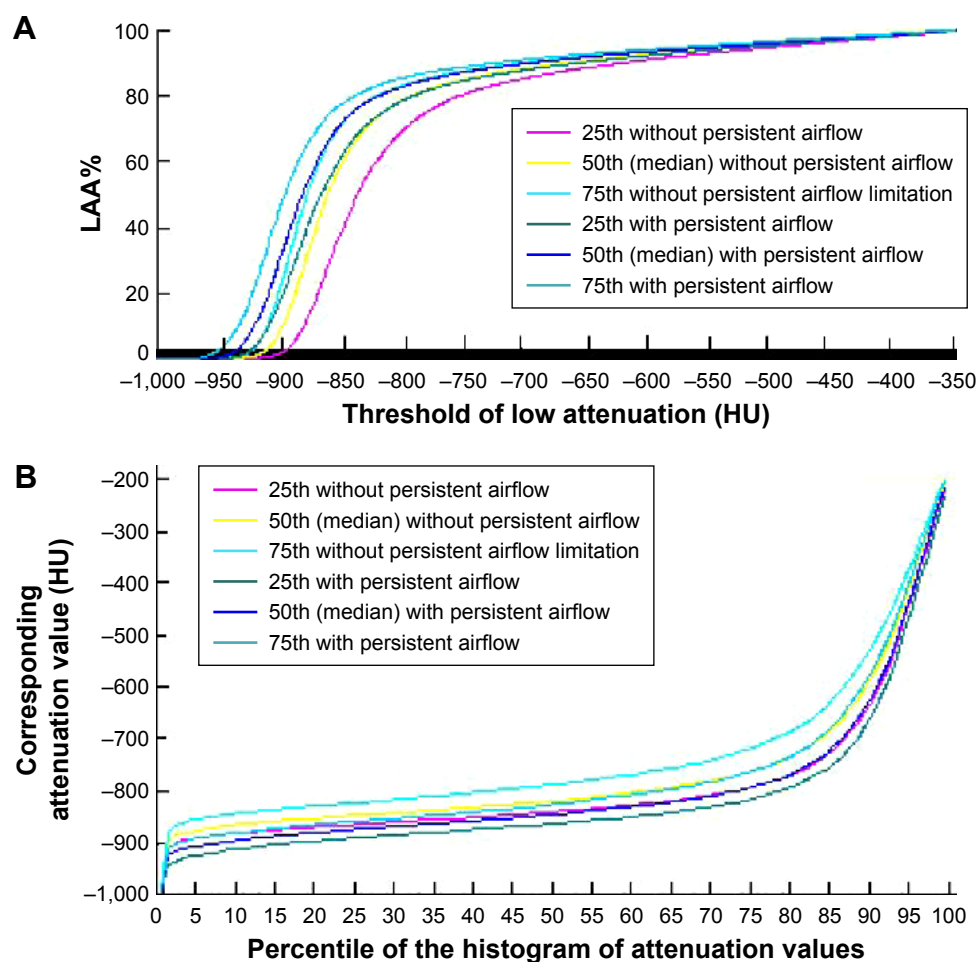 A
100
80
60
40
20
0
LAA%
25th without persistent airflow
50th (median) without persistent airflow
75th without persistent airflow limitation
25th with persistent airflow
50th (median) with persistent airflow
75th with persistent airflow
–1,000 –950 –900 –850 –800 –750 –700 –650 –600 –550 –500 –450 –400 –350
Threshold of low attenuation (HU)
B
–200
–300
–400
–500
–600
–700
–800
–900
–1,000
Corresponding
attenuation value (HU)
25th without persistent airflow
50th (median) without persistent airflow
75th without persistent airflow limitation
25th with persistent airflow
50th (median) with persistent airflow
75th with persistent airflow
0 5 10 15 20 25 30 35 40 45 50 55 60 65 70 75 80 85 90 95 100
Percentile of the histogram of attenuation values